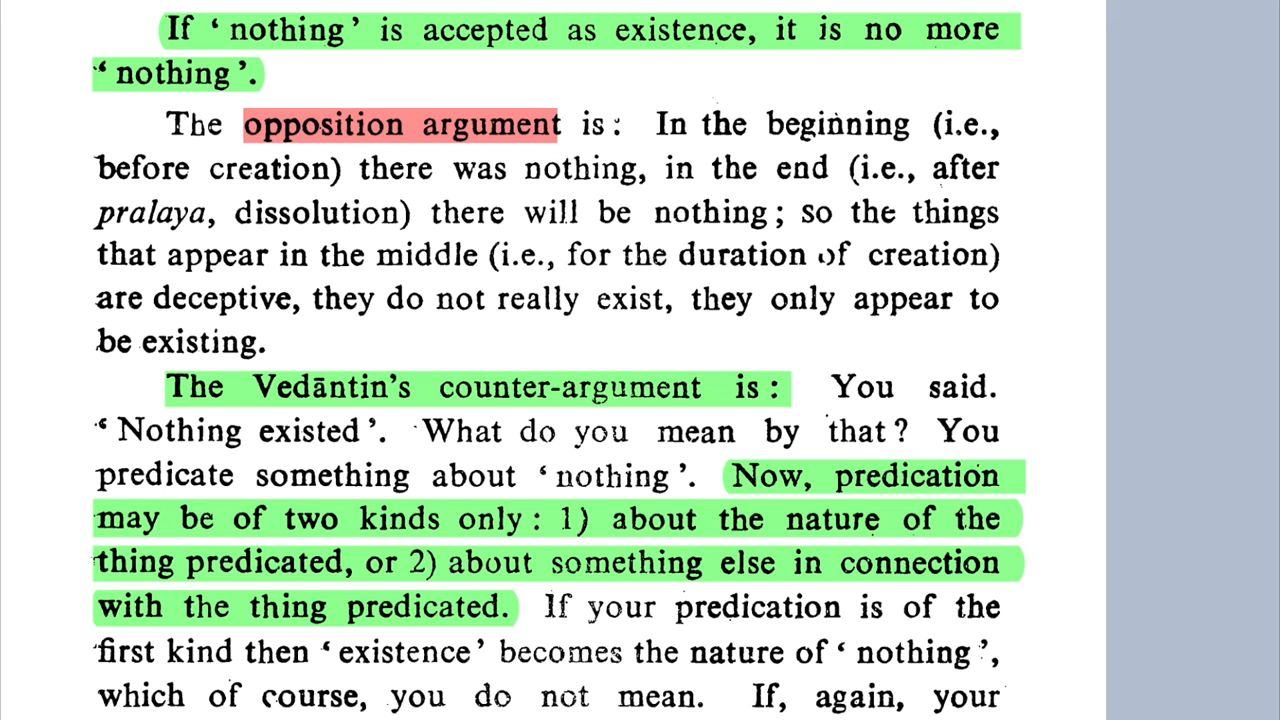 If ‘ nothing ’ is accepted as existence, it is no more
‘ nothing ’.
The opposition argument is : In the beginning (i.e.,
before creation) there was nothing, in the end (i.e., after
pralaya, dissolution) there will be nothing ; so the things
that appear in the middle (i.e., for the duration of creation)
are deceptive, they do not really exist, they only appear to
be existing.
The Vedāntin’s counter-argument is : You said.
‘ Nothing existed ’. What do you mean by that ? You
predicate something about ‘ nothing ’. Now, predication
may be of two kinds only : 1) about the nature of the
thing predicated, or 2) about something else in connection
with the thing predicated. If your predication is of the
first kind then ‘ existence ’ becomes the nature of ‘ nothing ’,
which of course, you do not mean. If, again, your